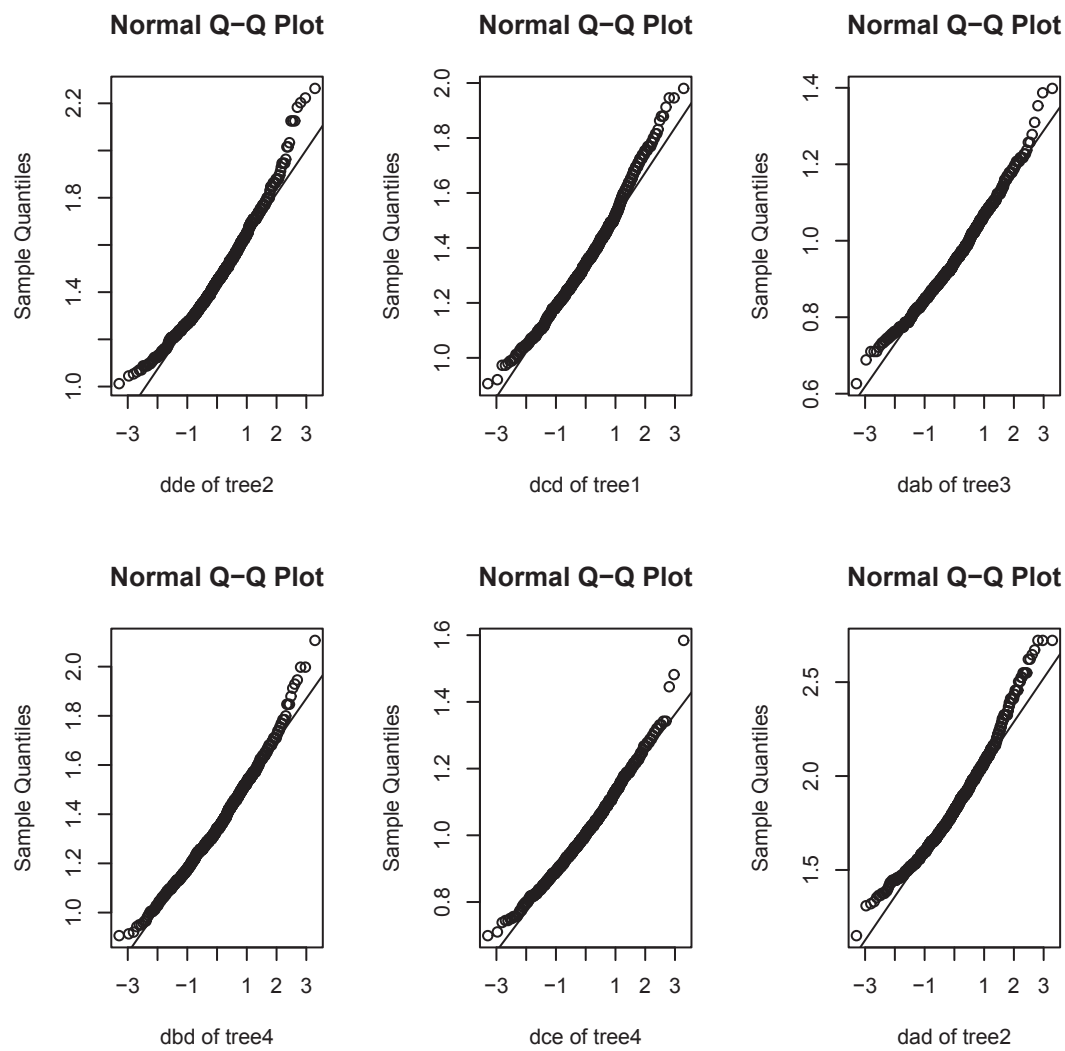 Normal Q−Q Plot
Sample Quantiles
1.0 1.4 1.8 2.2
−3 −1 1 2 3
dde of tree2
Normal Q−Q Plot
Sample Quantiles
1.0 1.2 1.4 1.6 1.8 2.0
−3 −1 1 2 3
dcd of tree1
Normal Q−Q Plot
Sample Quantiles
0.6 0.8 1.0 1.2 1.4
−3 −1 1 2 3
dab of tree3
Normal Q−Q Plot
Sample Quantiles
1.0 1.2 1.4 1.6 1.8 2.0
−3 −1 1 2 3
dbd of tree4
Normal Q−Q Plot
Sample Quantiles
0.8 1.0 1.2 1.4 1.6
−3 −1 1 2 3
dce of tree4
Normal Q−Q Plot
Sample Quantiles
1.5 2.0 2.5
−3 −1 1 2 3
dad of tree2